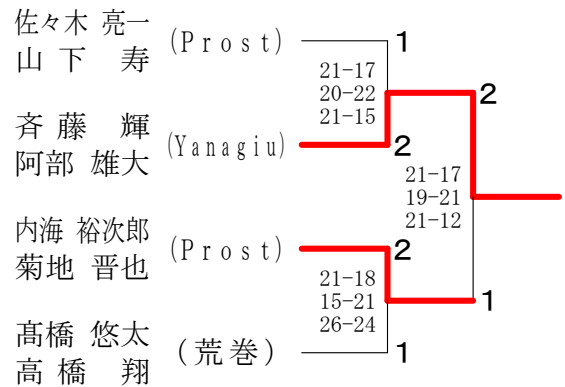 佐々木 亮一
山下 寿
(Prost)
1
21-17
20-22
21-15
2
斉藤 輝
阿部 雄大
(Yanagiu)
2
21-17
19-21
21-12
内海 裕次郎
菊地 晋也
(Prost)
2
21-18
15-21
26-24
1
髙橋 悠太
高橋 翔
(荒巻)
1